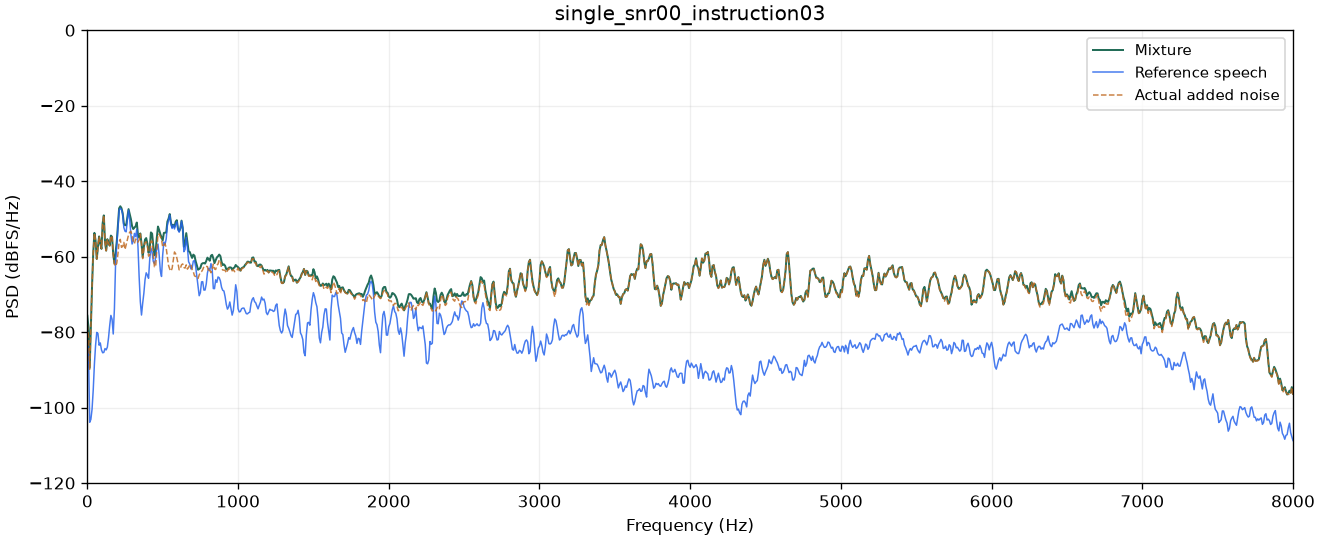 single_snr00_instruction03
0
−20
−40
−60
−80
−100
−120
PSD (dBFS/Hz)
Mixture
Reference speech
Actual added noise
0 1000 2000 3000 4000 5000 6000 7000 8000
Frequency (Hz)